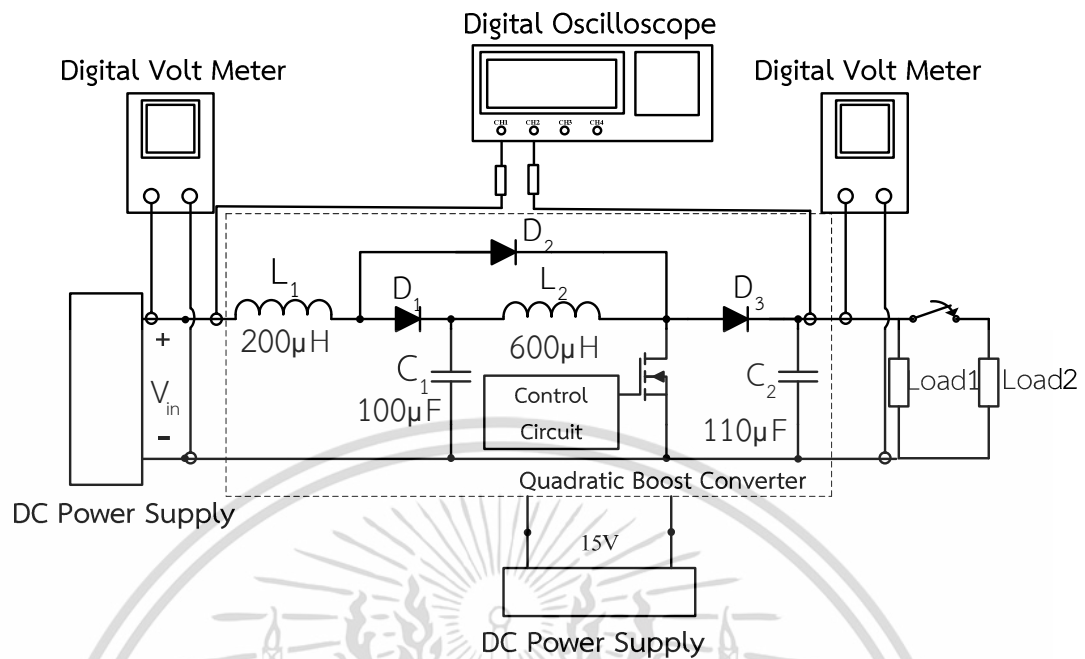 Digital Oscilloscope
Digital Volt Meter
Digital Volt Meter
CH1 CH2 CH3 CH4
D2
L1
D1
L2
D3
200µH
600µH
+
Vin
-
C1
100µF
Control
Circuit
C2
110µF
Load1
Load2
Quadratic Boost Converter
DC Power Supply
15V
DC Power Supply